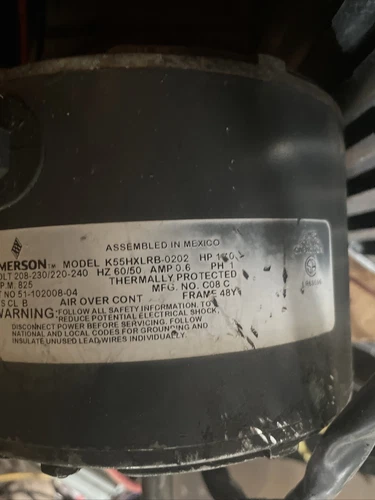 ASSEMBLED IN MEXICO
MERSON™ MODEL K55HXLRB-0202 HP
OLT 208-230/220-240 HZ 60/50 AMP 0.6 PH 1
P.M. 825 THERMALLY PROTECTED
T NO 51-102008-04 MFG. NO. C08 C
S CL B AIR OVER CONT FRAME 48Y
WARNING FOLLOW ALL SAFETY INFORMATION. TO
REDUCE POTENTIAL ELECTRICAL SHOCK,
DISCONNECT POWER BEFORE SERVICING. FOLLOW
NATIONAL AND LOCAL CODES FOR GROUNDING AND
INSULATE UNUSED LEAD WIRES INDIVIDUALLY.